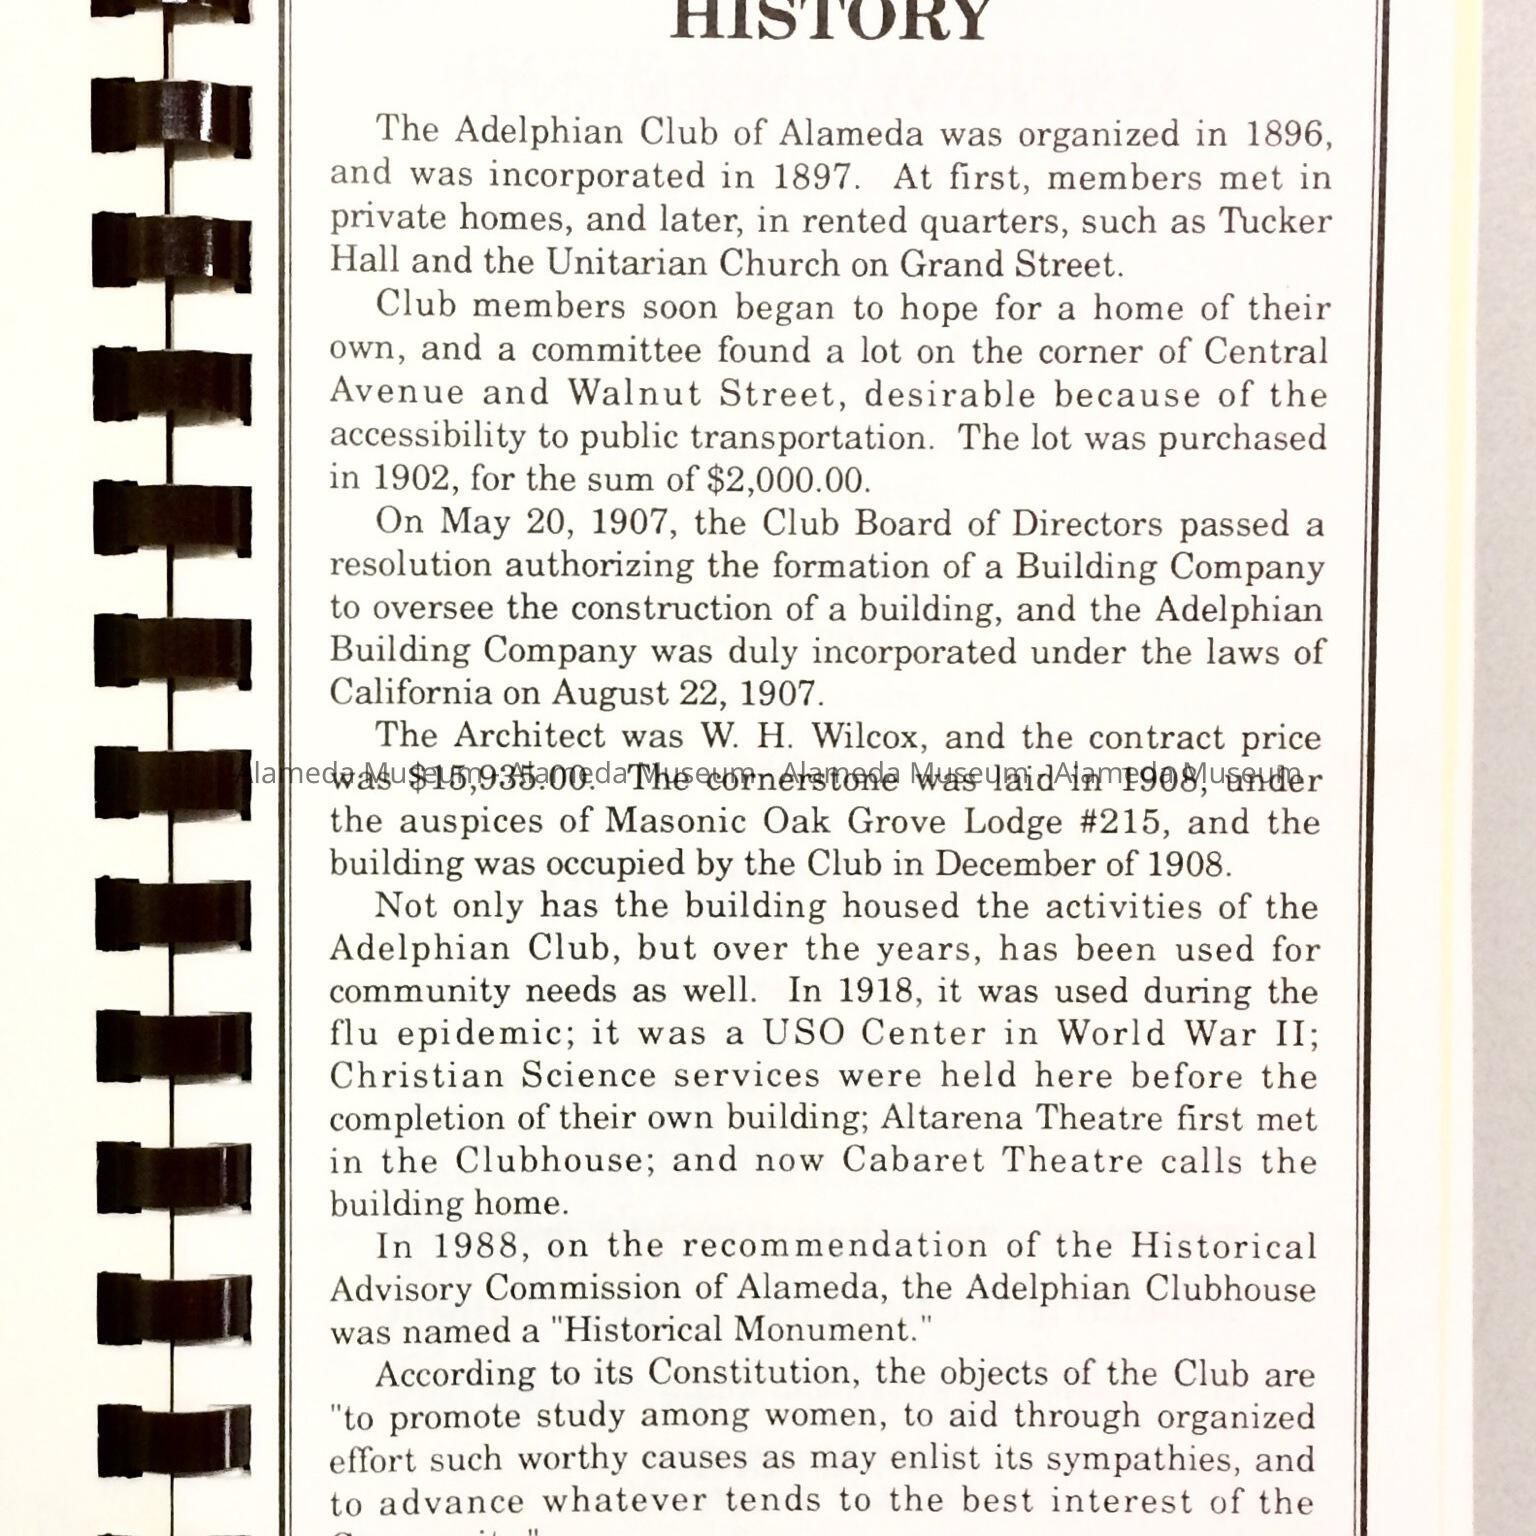 HISTORY
The Adelphian Club of Alameda was organized in 1896,
and was incorporated in 1897. At first, members met in
private homes, and later, in rented quarters, such as Tucker
Hall and the Unitarian Church on Grand Street.
Club members soon began to hope for a home of their
own, and a committee found a lot on the corner of Central
Avenue and Walnut Street, desirable because of the
accessibility to public transportation. The lot was purchased
in 1902, for the sum of $2,000.00.
On May 20, 1907, the Club Board of Directors passed a
resolution authorizing the formation of a Building Company
to oversee the construction of a building, and the Adelphian
Building Company was duly incorporated under the laws of
California on August 22, 1907.
The Architect was W. H. Wilcox, and the contract price
was $15,935.00. The cornerstone was laid in 1908, under
Alameda Museum - Alameda Museum - Alameda Museum - Alameda Museum
the auspices of Masonic Oak Grove Lodge #215, and the
building was occupied by the Club in December of 1908.
Not only has the building housed the activities of the
Adelphian Club, but over the years, has been used for
community needs as well. In 1918, it was used during the
flu epidemic; it was a USO Center in World War II;
Christian Science services were held here before the
completion of their own building; Altarena Theatre first met
in the Clubhouse; and now Cabaret Theatre calls the
building home.
In 1988, on the recommendation of the Historical
Advisory Commission of Alameda, the Adelphian Clubhouse
was named a "Historical Monument."
According to its Constitution, the objects of the Club are
"to promote study among women, to aid through organized
effort such worthy causes as may enlist its sympathies, and
to advance whatever tends to the best interest of the